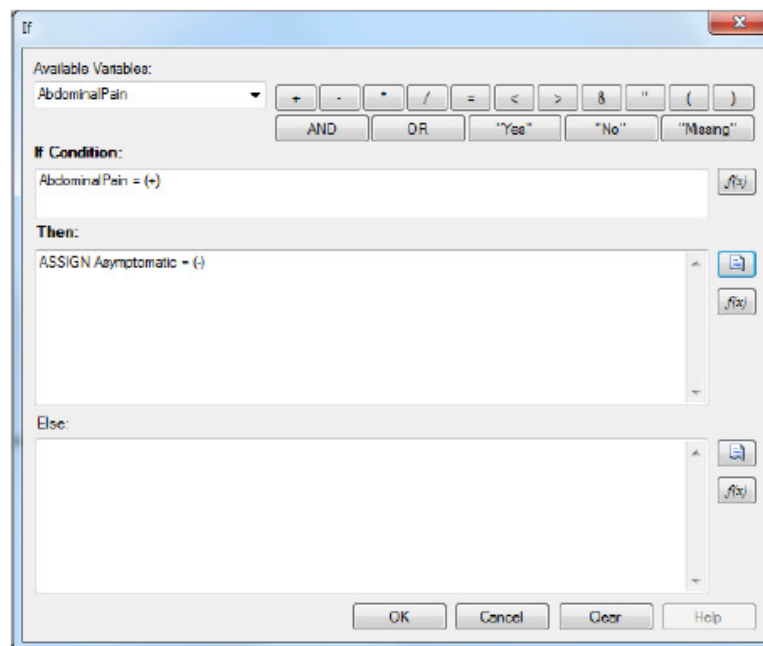 If
Available Variables:
AbdominalPain
+ - * / = < > & " ( )
AND OR "Yes" "No" "Missing"
If Condition:
AbdominalPain = (+)
f(x)
Then:
ASSIGN Asymptomatic = (-)
f(x)
Else:
f(x)
OK Cancel Clear Help